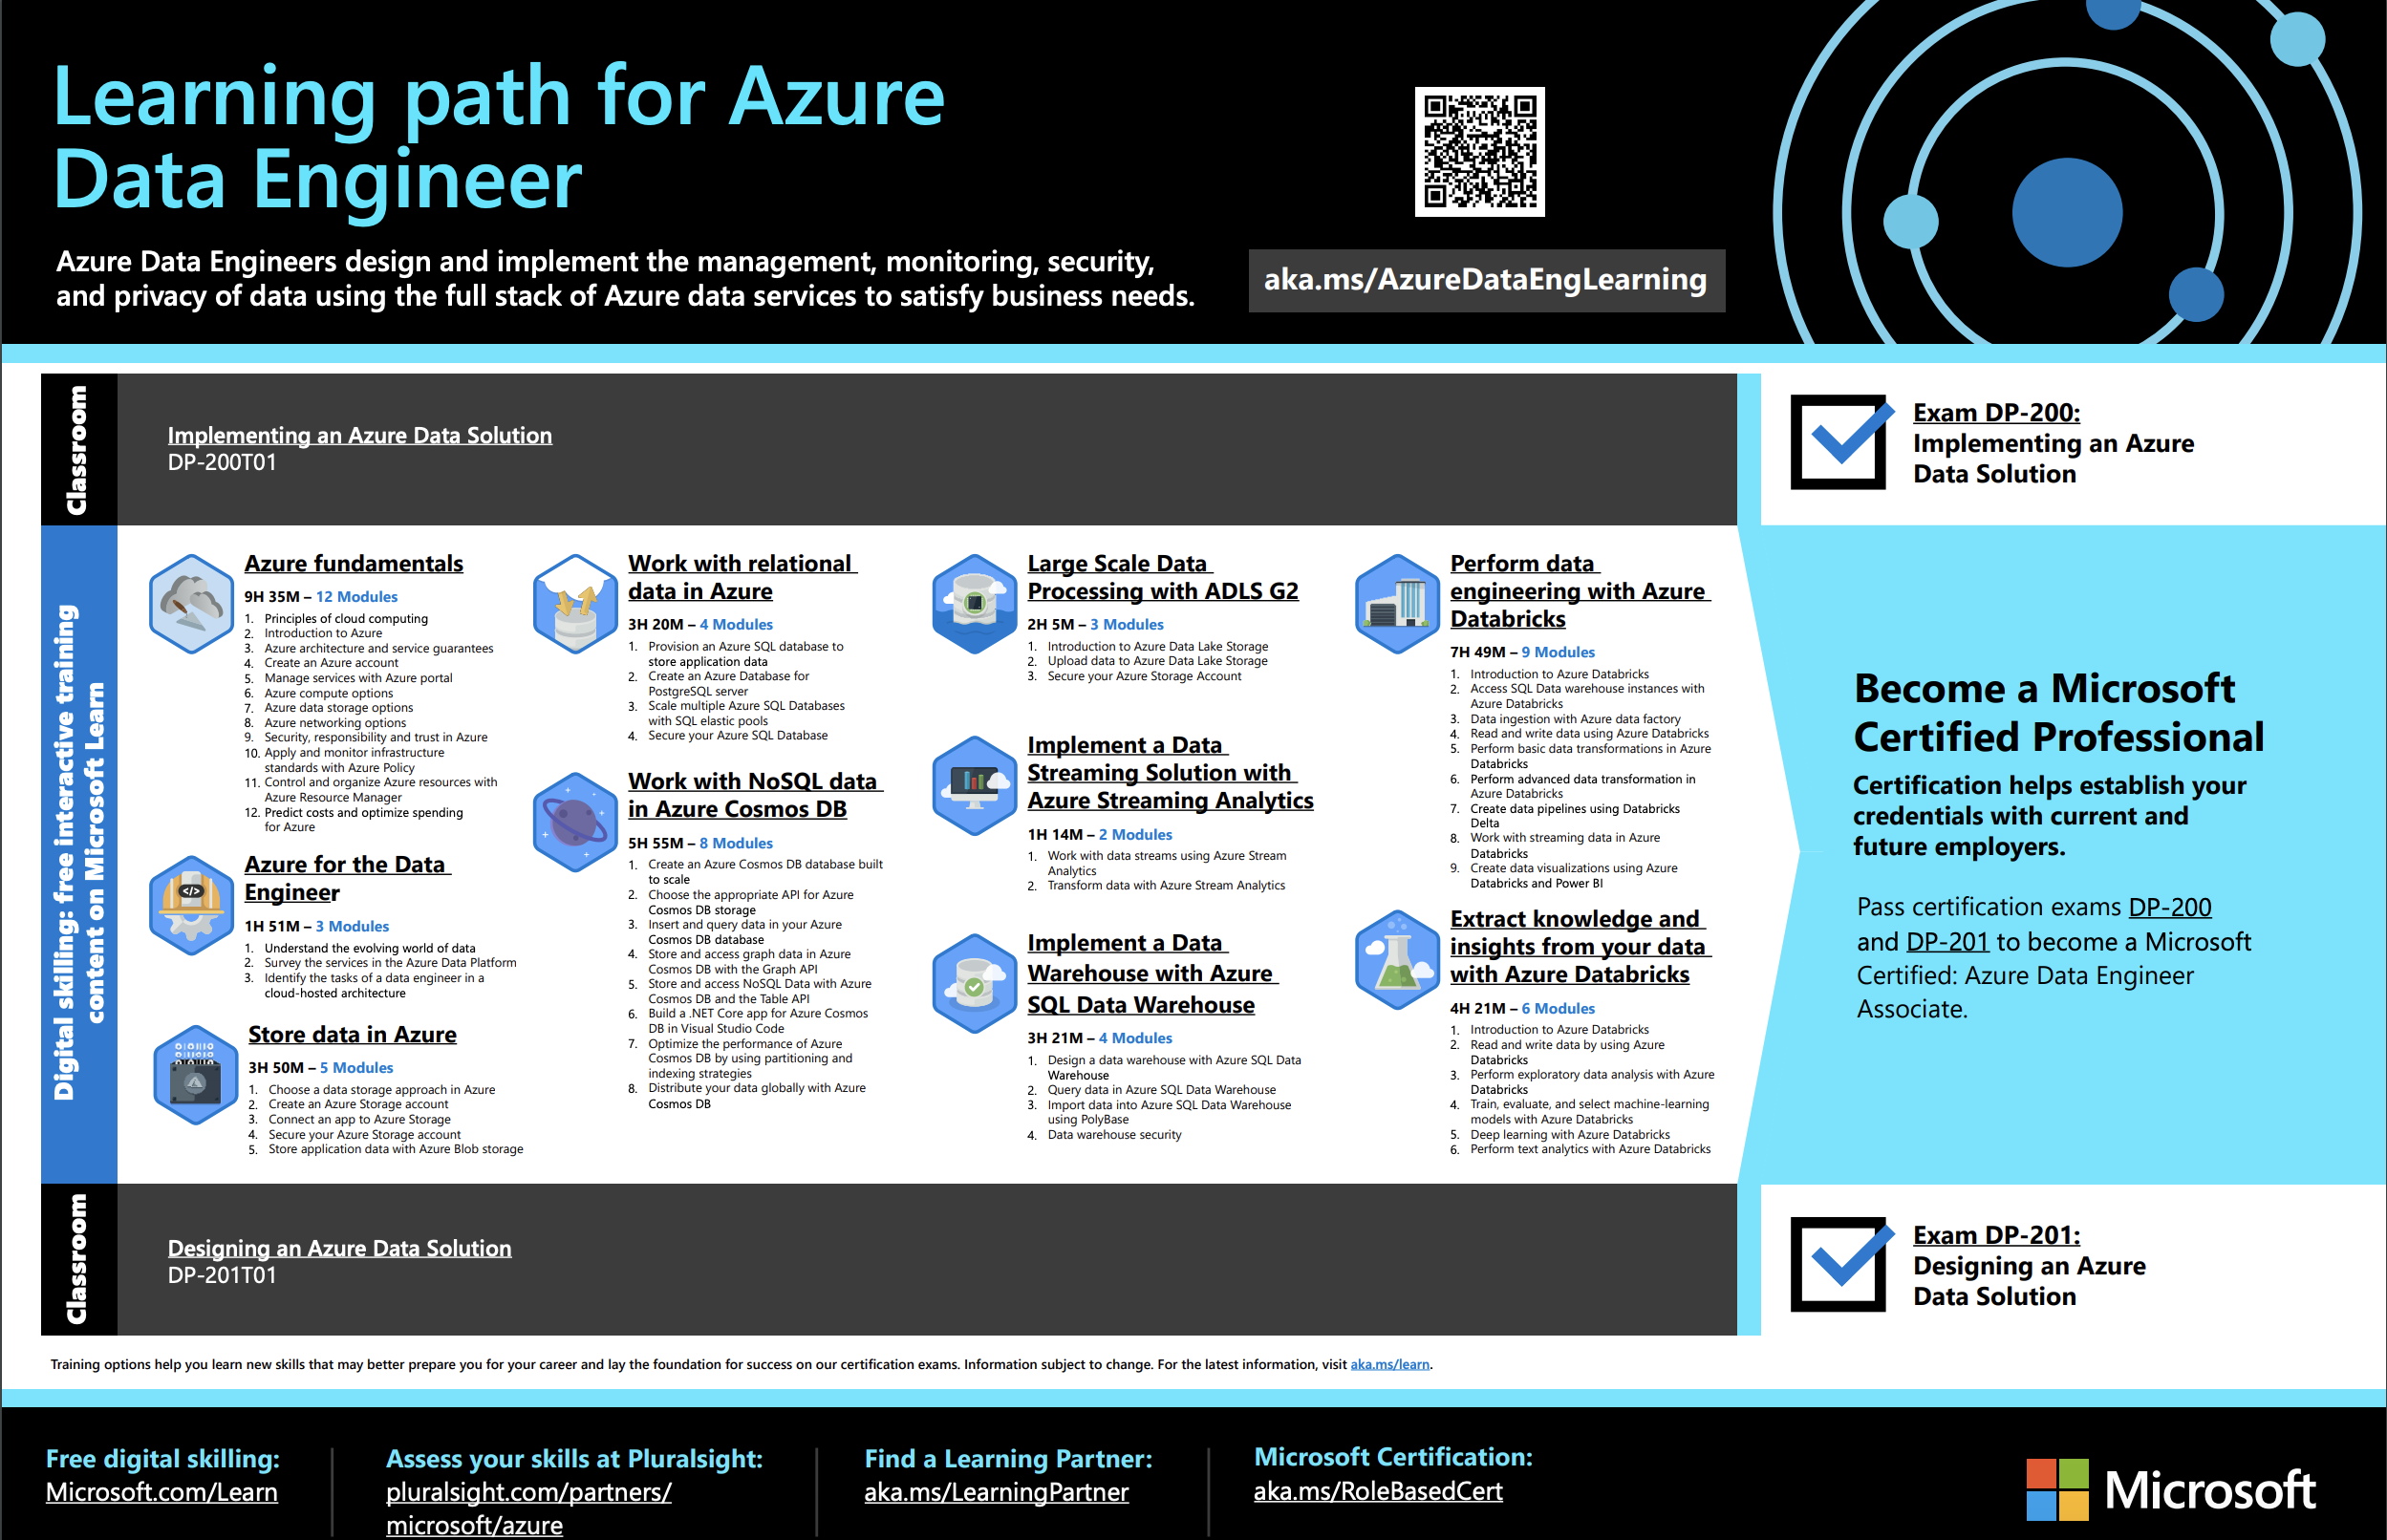 Learning path for Azure
Data Engineer
Azure Data Engineers design and implement the management, monitoring, security,
and privacy of data using the full stack of Azure data services to satisfy business needs.
aka.ms/AzureDataEngLearning
Classroom
Implementing an Azure Data Solution
DP-200T01
Exam DP-200:
Implementing an Azure
Data Solution
Digital skilling: free interactive training
content on Microsoft Learn
Azure fundamentals
9H 35M – 12 Modules
1. Principles of cloud computing
2. Introduction to Azure
3. Azure architecture and service guarantees
4. Create an Azure account
5. Manage services with Azure portal
6. Azure compute options
7. Azure data storage options
8. Azure networking options
9. Security, responsibility and trust in Azure
10. Apply and monitor infrastructure
standards with Azure Policy
11. Control and organize Azure resources with
Azure Resource Manager
12. Predict costs and optimize spending
for Azure
Azure for the Data
Engineer
1H 51M – 3 Modules
1. Understand the evolving world of data
2. Survey the services in the Azure Data Platform
3. Identify the tasks of a data engineer in a
cloud-hosted architecture
Store data in Azure
3H 50M – 5 Modules
1. Choose a data storage approach in Azure
2. Create an Azure Storage account
3. Connect an app to Azure Storage
4. Secure your Azure Storage account
5. Store application data with Azure Blob storage
Work with relational
data in Azure
3H 20M – 4 Modules
1. Provision an Azure SQL database to
store application data
2. Create an Azure Database for
PostgreSQL server
3. Scale multiple Azure SQL Databases
with SQL elastic pools
4. Secure your Azure SQL Database
Work with NoSQL data
in Azure Cosmos DB
5H 55M – 8 Modules
1. Create an Azure Cosmos DB database built
to scale
2. Choose the appropriate API for Azure
Cosmos DB storage
3. Insert and query data in your Azure
Cosmos DB database
4. Store and access graph data in Azure
Cosmos DB with the Graph API
5. Store and access NoSQL Data with Azure
Cosmos DB and the Table API
6. Build a .NET Core app for Azure Cosmos
DB in Visual Studio Code
7. Optimize the performance of Azure
Cosmos DB by using partitioning and
indexing strategies
8. Distribute your data globally with Azure
Cosmos DB
Large Scale Data
Processing with ADLS G2
2H 5M – 3 Modules
1. Introduction to Azure Data Lake Storage
2. Upload data to Azure Data Lake Storage
3. Secure your Azure Storage Account
Implement a Data
Streaming Solution with
Azure Streaming Analytics
1H 14M – 2 Modules
1. Work with data streams using Azure Stream
Analytics
2. Transform data with Azure Stream Analytics
Implement a Data
Warehouse with Azure
SQL Data Warehouse
3H 21M – 4 Modules
1. Design a data warehouse with Azure SQL Data
Warehouse
2. Query data in Azure SQL Data Warehouse
3. Import data into Azure SQL Data Warehouse
using PolyBase
4. Data warehouse security
Perform data
engineering with Azure
Databricks
7H 49M – 9 Modules
1. Introduction to Azure Databricks
2. Access SQL Data warehouse instances with
Azure Databricks
3. Data ingestion with Azure data factory
4. Read and write data using Azure Databricks
5. Perform basic data transformations in Azure
Databricks
6. Perform advanced data transformation in
Azure Databricks
7. Create data pipelines using Databricks
Delta
8. Work with streaming data in Azure
Databricks
9. Create data visualizations using Azure
Databricks and Power BI
Extract knowledge and
insights from your data
with Azure Databricks
4H 21M – 6 Modules
1. Introduction to Azure Databricks
2. Read and write data by using Azure
Databricks
3. Perform exploratory data analysis with Azure
Databricks
4. Train, evaluate, and select machine-learning
models with Azure Databricks
5. Deep learning with Azure Databricks
6. Perform text analytics with Azure Databricks
Become a Microsoft
Certified Professional
Certification helps establish your
credentials with current and
future employers.
Pass certification exams DP-200
and DP-201 to become a Microsoft
Certified: Azure Data Engineer
Associate.
Classroom
Designing an Azure Data Solution
DP-201T01
Exam DP-201:
Designing an Azure
Data Solution
Training options help you learn new skills that may better prepare you for your career and lay the foundation for success on our certification exams. Information subject to change. For the latest information, visit aka.ms/learn.
Free digital skilling:
Microsoft.com/Learn
Assess your skills at Pluralsight:
pluralsight.com/partners/
microsoft/azure
Find a Learning Partner:
aka.ms/LearningPartner
Microsoft Certification:
aka.ms/RoleBasedCert
Microsoft